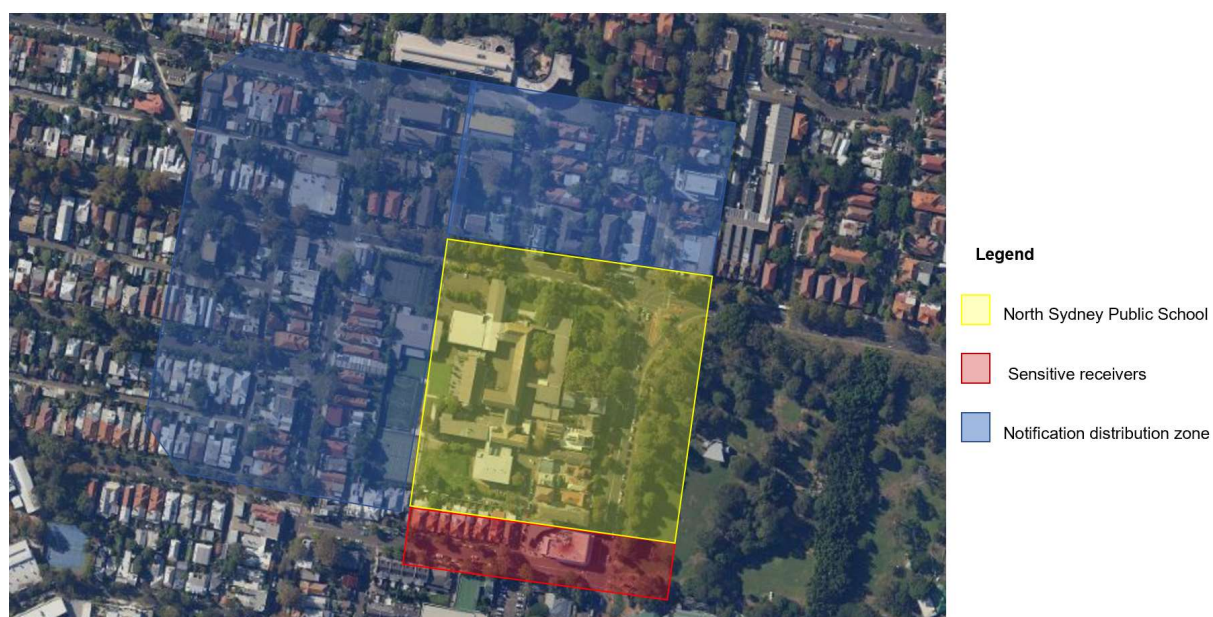 Legend
North Sydney Public School
Sensitive receivers
Notification distribution zone